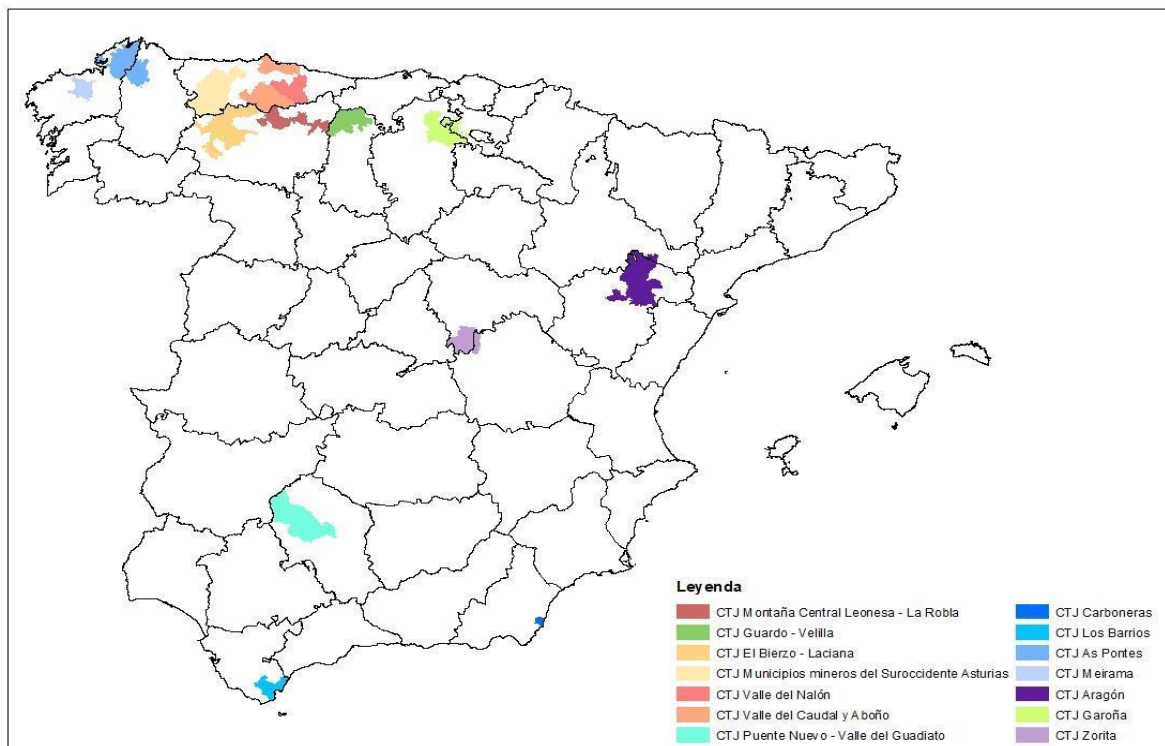 Leyenda
CTJ Montaña Central Leonesa - La Robla
CTJ Guardo - Velilla
CTJ El Bierzo - Laciana
CTJ Municipios mineros del Suroccidente Asturias
CTJ Valle del Nalón
CTJ Valle del Caudal y Aboño
CTJ Puente Nuevo - Valle del Guadiato
CTJ Carboneras
CTJ Los Barrios
CTJ As Pontes
CTJ Meirama
CTJ Aragón
CTJ Garoña
CTJ Zorita